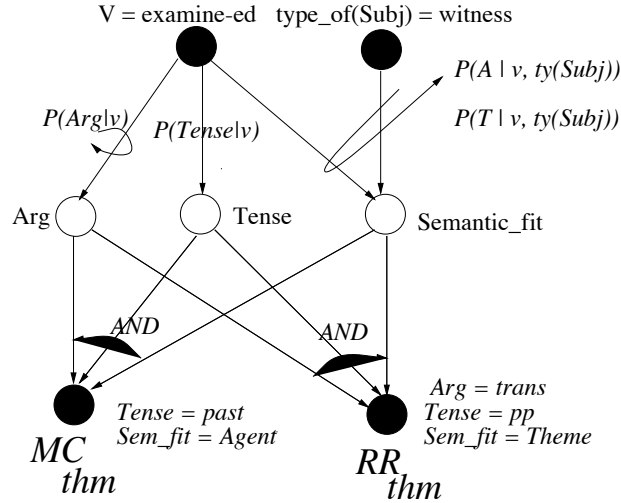 V = examine-ed type_of(Subj) = witness
P(A | v, ty(Subj))
P(Arg|v)
P(Tense|v)
P(T | v, ty(Subj))
Arg
Tense
Semantic_fit
AND
AND
Arg = trans
Tense = past
Tense = pp
Sem_fit = Agent
Sem_fit = Theme
MC
thm
RR
thm